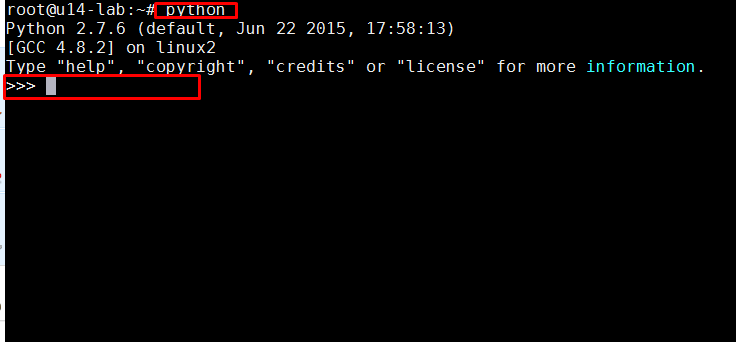 root@u14-lab:~# python
Python 2.7.6 (default, Jun 22 2015, 17:58:13)
[GCC 4.8.2] on linux2
Type "help", "copyright", "credits" or "license" for more information.
>>>